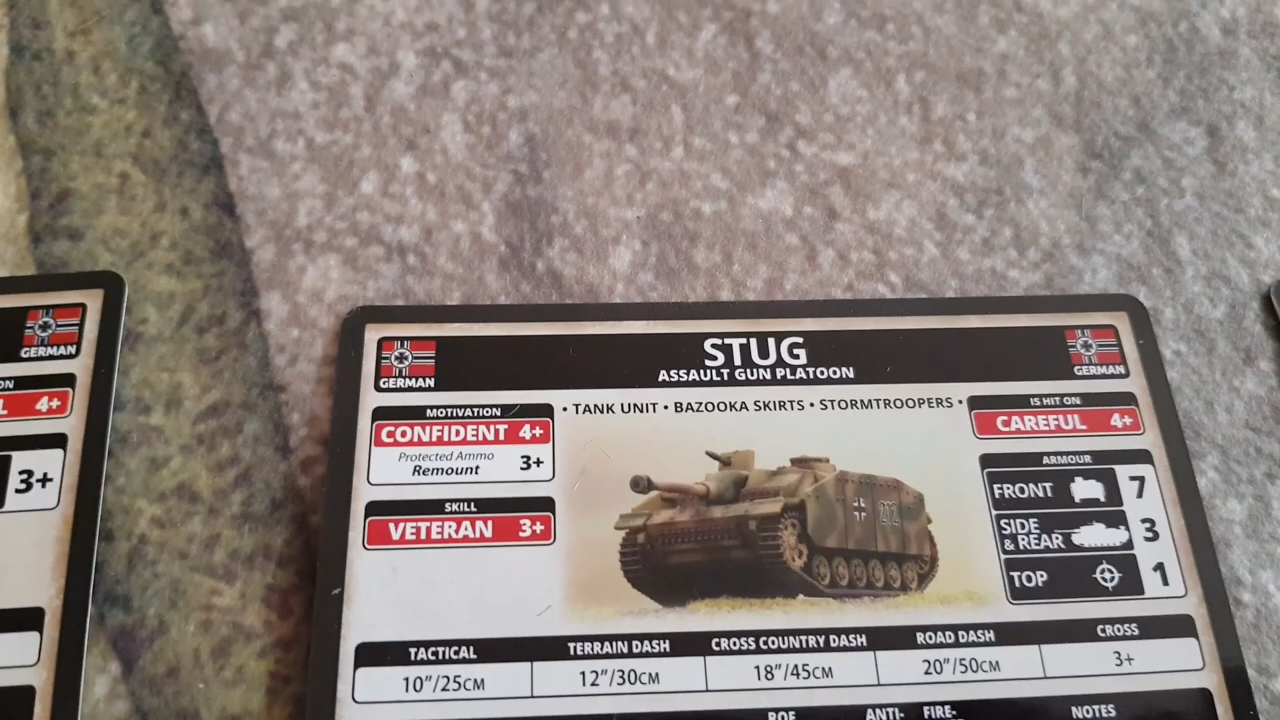 GERMAN
4+
3+
STUG
ASSAULT GUN PLATOON
GERMAN
GERMAN
• TANK UNIT • BAZOOKA SKIRTS • STORMTROOPERS •
MOTIVATION
CONFIDENT 4+
Protected Ammo
Remount 3+
SKILL
VETERAN 3+
212
IS HIT ON
CAREFUL 4+
ARMOUR
FRONT 7
SIDE
& REAR 3
TOP 1
TACTICAL TERRAIN DASH CROSS COUNTRY DASH ROAD DASH CROSS
10"/25CM 12"/30CM 18"/45CM 20"/50CM 3+
ROF ANTI- FIRE- NOTES